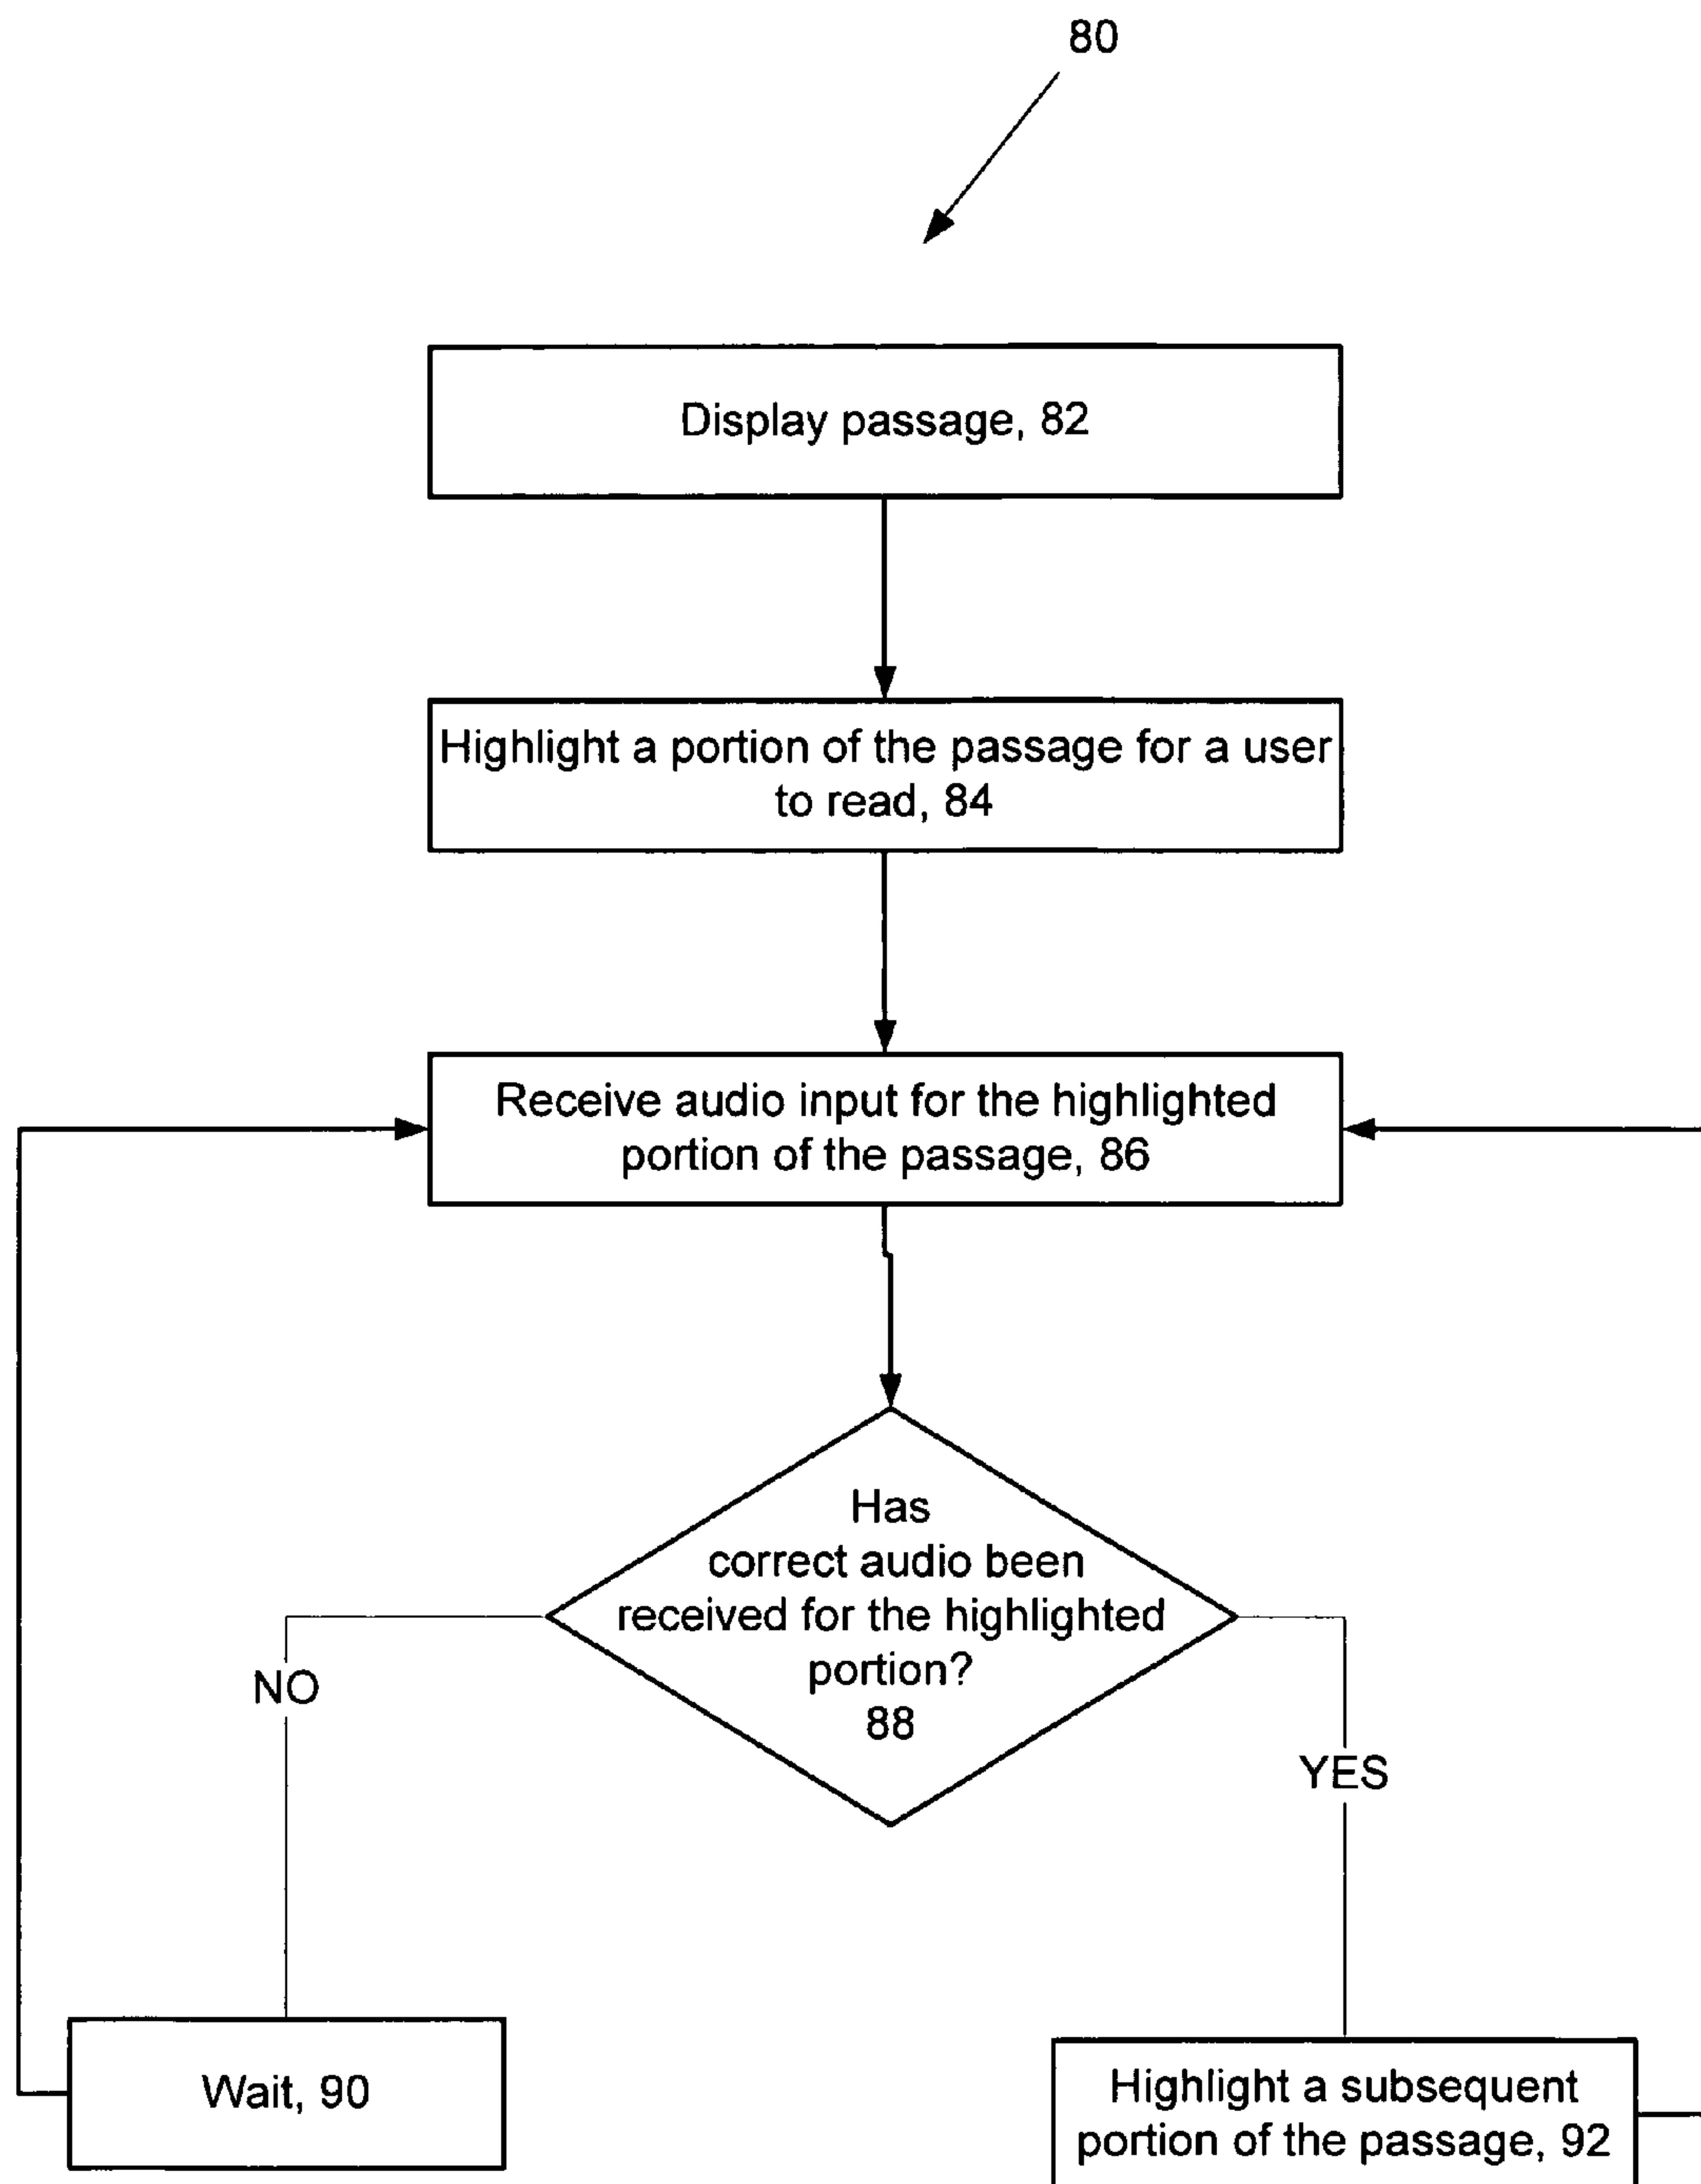 80
Display passage, 82
Highlight a portion of the passage for a user
to read, 84
Receive audio input for the highlighted
portion of the passage, 86
Has
correct audio been
received for the highlighted
portion?
88
NO
YES
Wait, 90
Highlight a subsequent
portion of the passage, 92